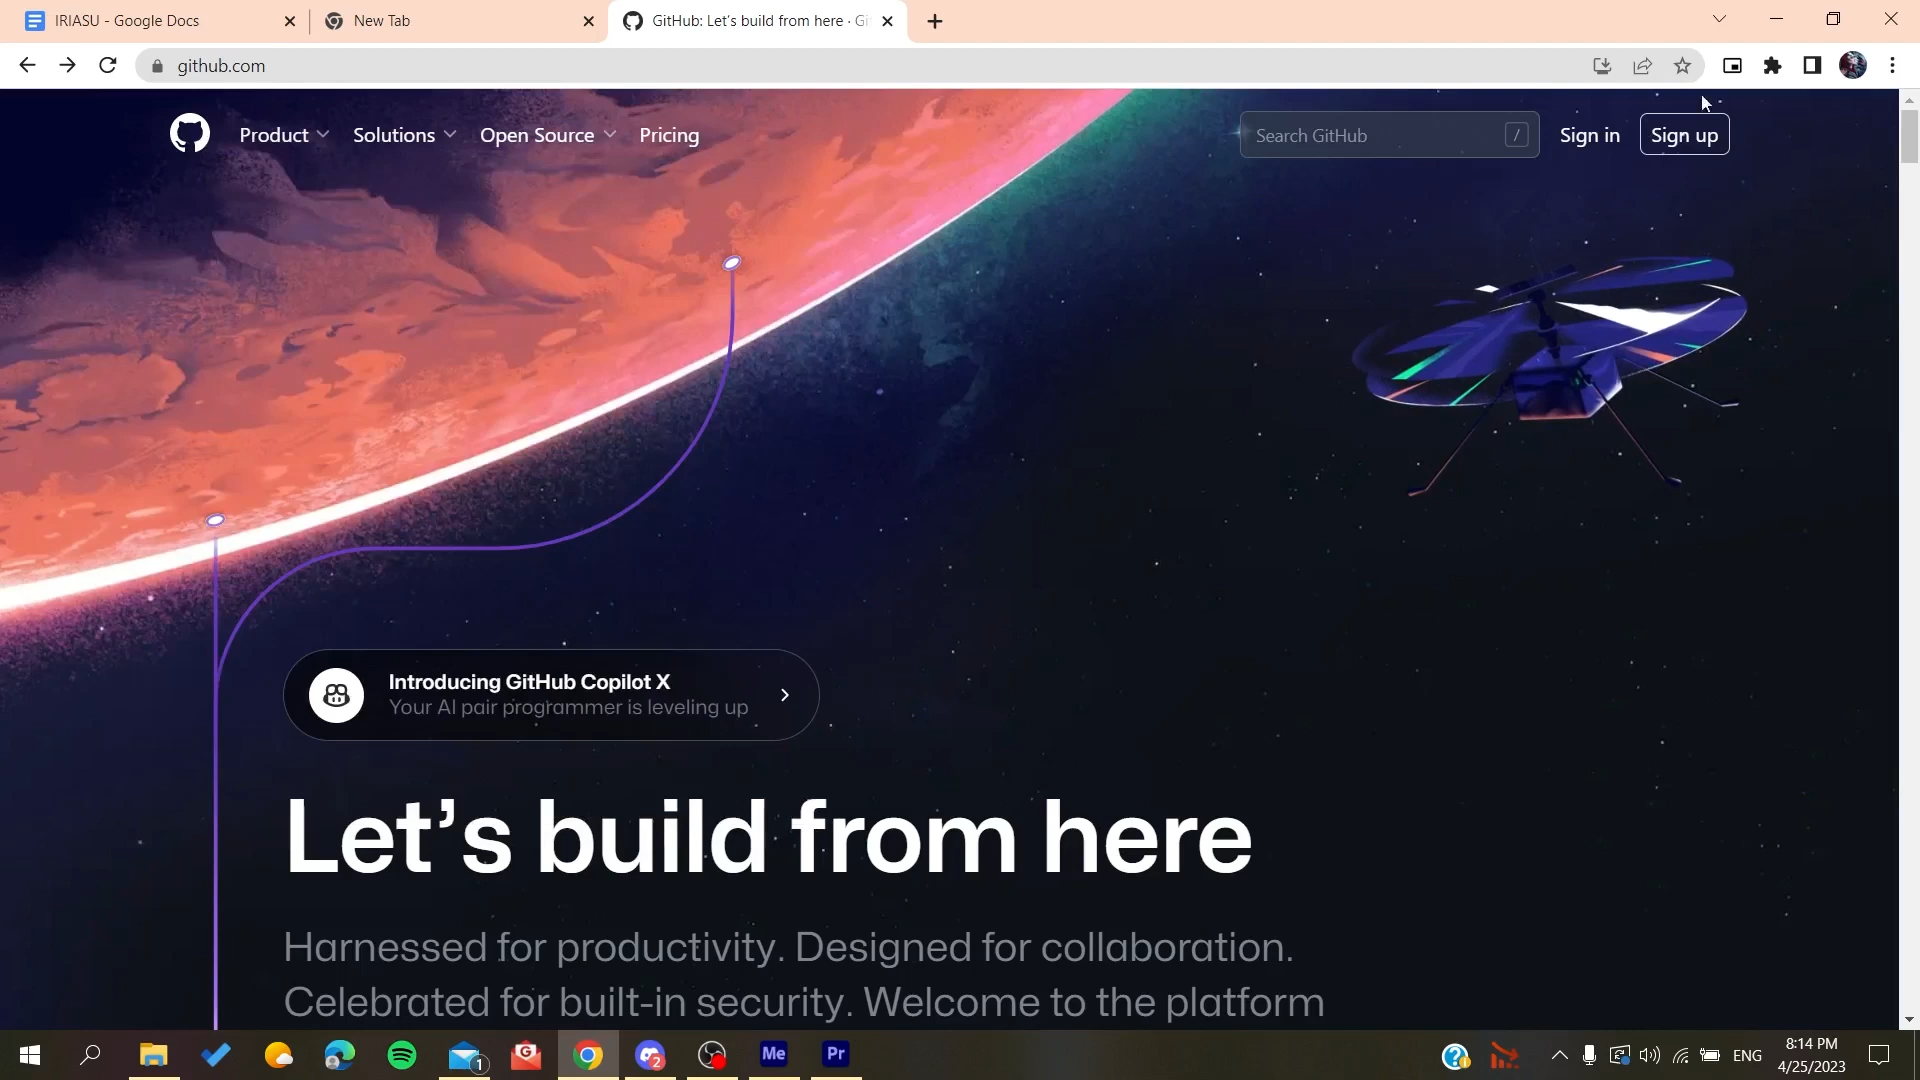 IRIASU - Google Docs
New Tab
GitHub: Let's build from here · Gi
github.com
Product
Solutions
Open Source
Pricing
Search GitHub
/
Sign in
Sign up
Introducing GitHub Copilot X
Your AI pair programmer is leveling up
Let's build from here
Harnessed for productivity. Designed for collaboration.
Celebrated for built-in security. Welcome to the platform
1
G
2
Me
Pr
ENG
8:14 PM
4/25/2023